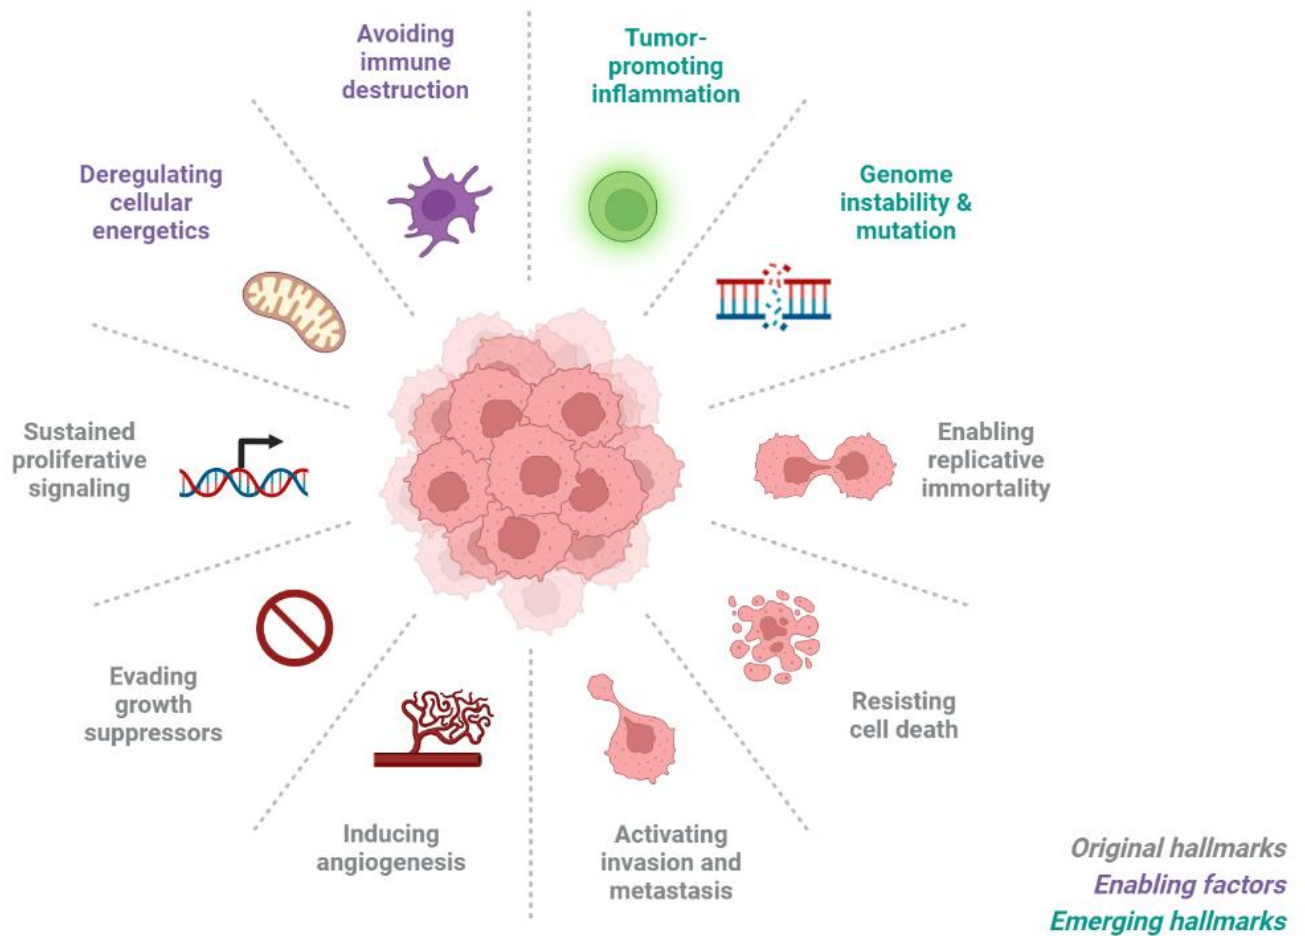 Avoiding
immune
destruction
Tumor-
promoting
inflammation
Deregulating
cellular
energetics
Genome
instability &
mutation
Sustained
proliferative
signaling
Enabling
replicative
immortality
Evading
growth
suppressors
Resisting
cell death
Inducing
angiogenesis
Activating
invasion and
metastasis
Original hallmarks
Enabling factors
Emerging hallmarks